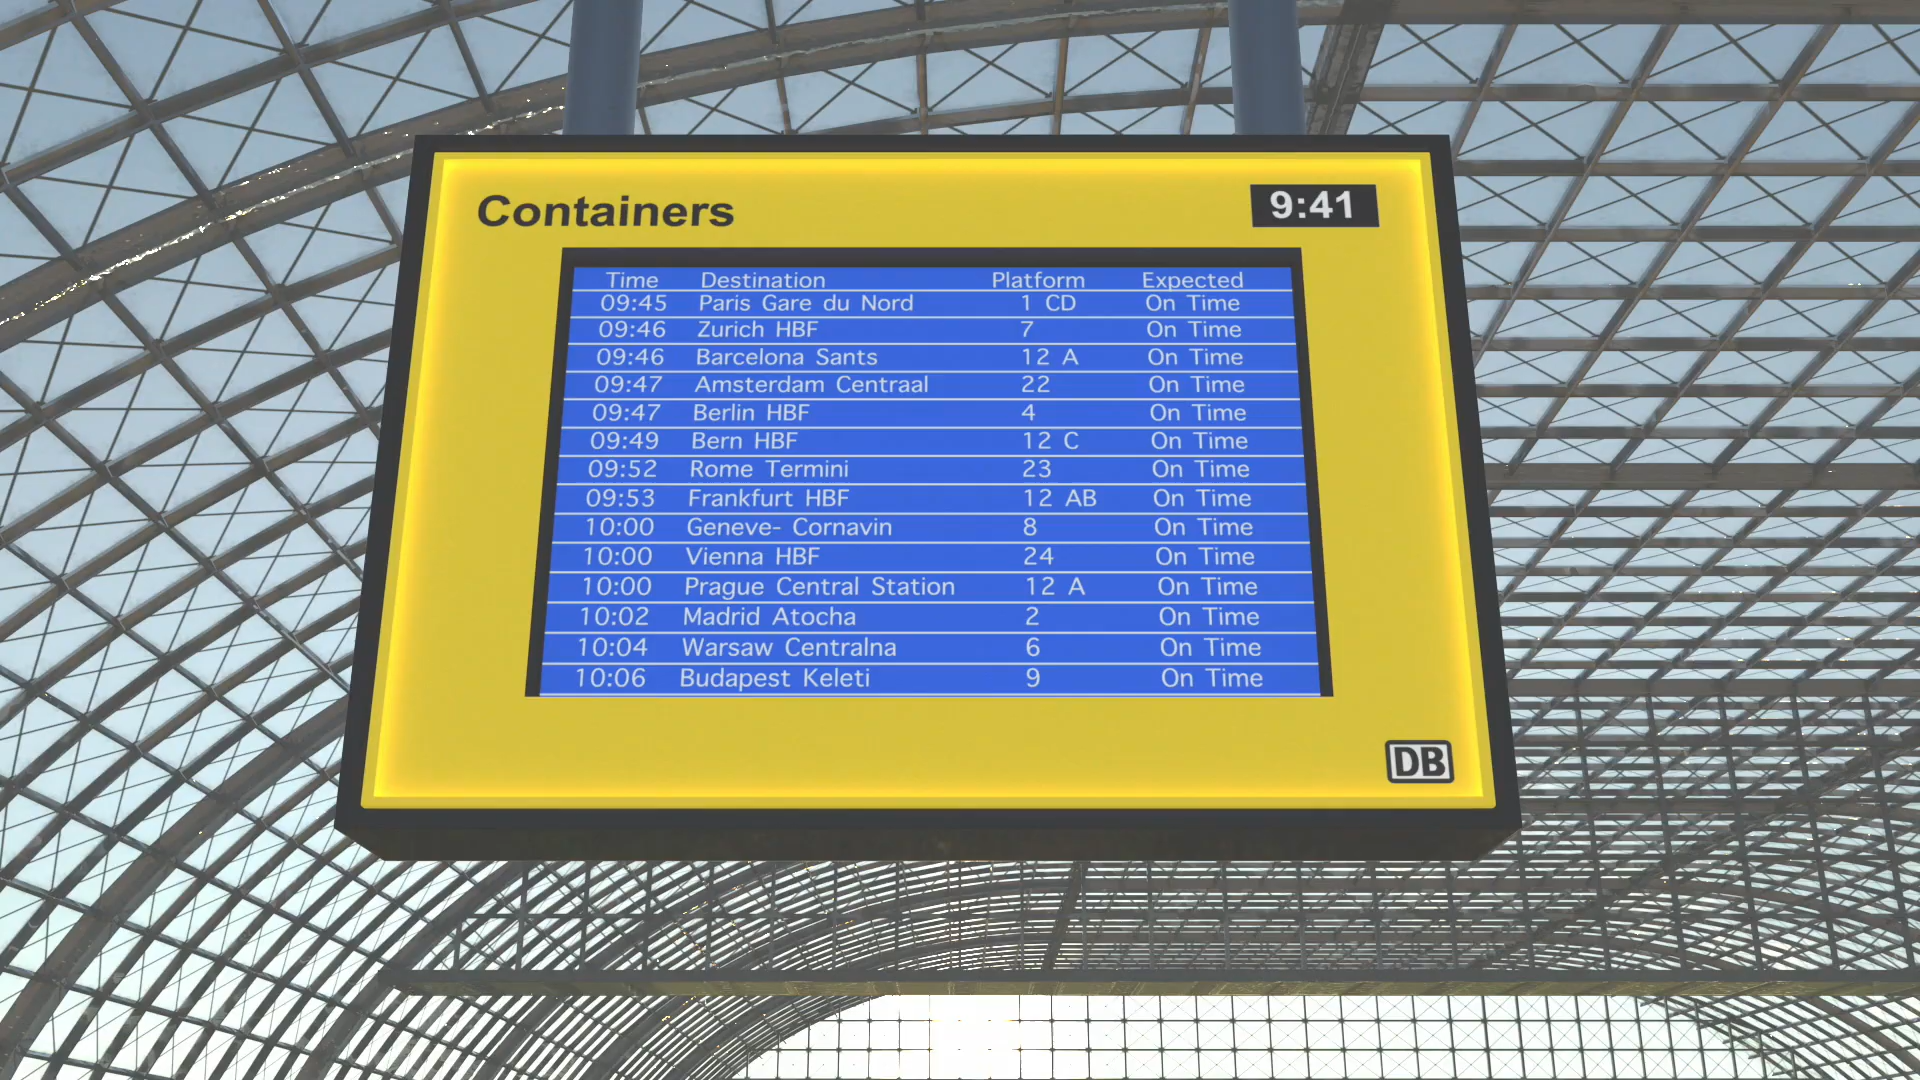 Containers
9:41
Time Destination Platform Expected
09:45 Paris Gare du Nord 1 CD On Time
09:46 Zurich HBF 7 On Time
09:46 Barcelona Sants 12 A On Time
09:47 Amsterdam Centraal 22 On Time
09:47 Berlin HBF 4 On Time
09:49 Bern HBF 12 C On Time
09:52 Rome Termini 23 On Time
09:53 Frankfurt HBF 12 AB On Time
10:00 Geneve- Cornavin 8 On Time
10:00 Vienna HBF 24 On Time
10:00 Prague Central Station 12 A On Time
10:02 Madrid Atocha 2 On Time
10:04 Warsaw Centralna 6 On Time
10:06 Budapest Keleti 9 On Time
DB